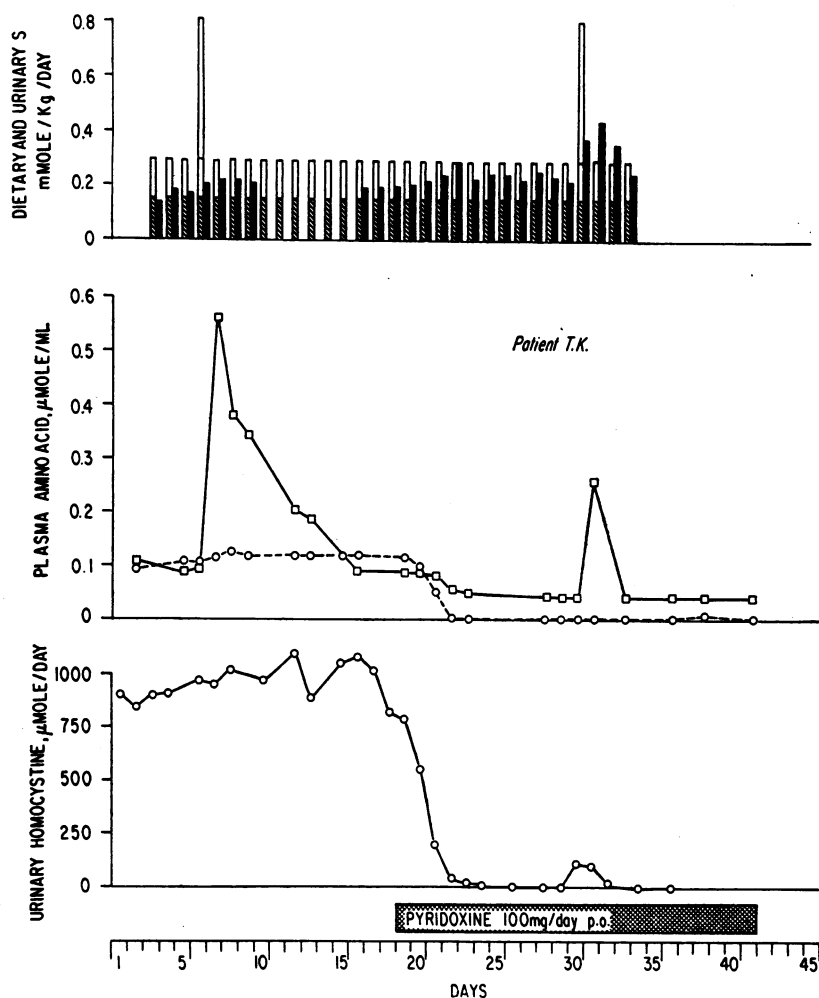 DIETARY AND URINARY S
mMOLE / Kg / DAY
0.8
0.6
0.4
0.2
0
PLASMA AMINO ACID, µMOLE/ML
0.6
0.5
0.4
0.3
0.2
0.1
0
Patient T.K.
URINARY HOMOCYSTINE, µMOLE/DAY
1000
750
500
250
0
PYRIDOXINE 100mg/day p.o.
1 5 10 15 20 25 30 35 40 45
DAYS